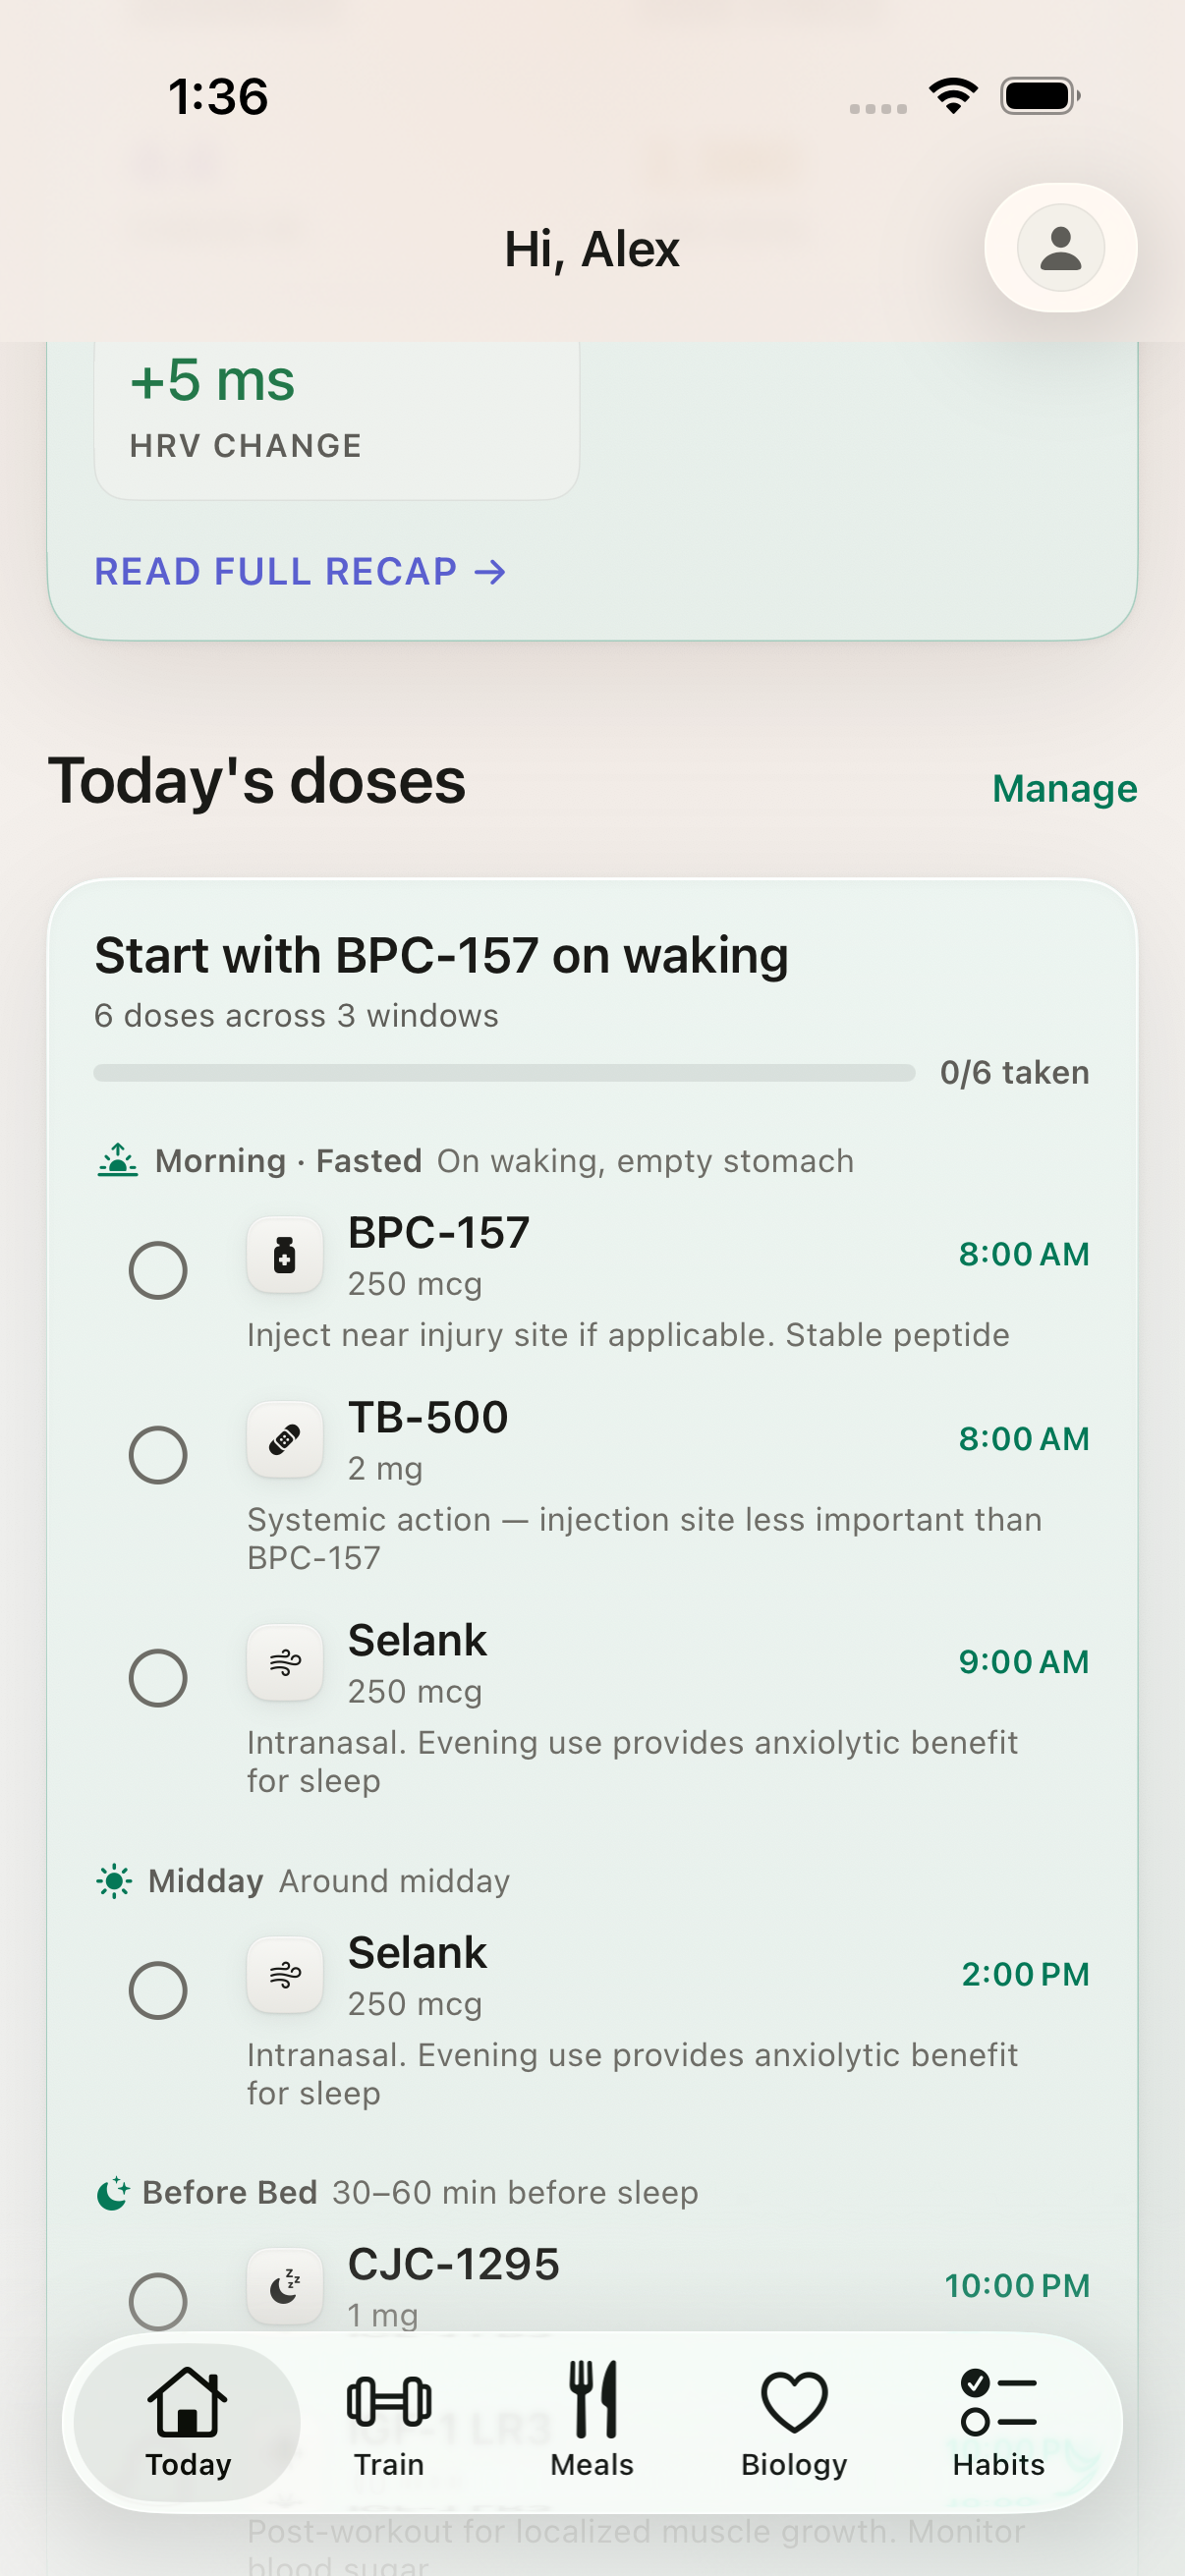 1:36
Hi, Alex
+5 ms
HRV CHANGE
READ FULL RECAP →
Today's doses
Manage
Start with BPC-157 on waking
6 doses across 3 windows
0/6 taken
Morning · Fasted On waking, empty stomach
BPC-157
8:00 AM
250 mcg
Inject near injury site if applicable. Stable peptide
TB-500
8:00 AM
2 mg
Systemic action — injection site less important than
BPC-157
Selank
9:00 AM
250 mcg
Intranasal. Evening use provides anxiolytic benefit
for sleep
Midday Around midday
Selank
2:00 PM
250 mcg
Intranasal. Evening use provides anxiolytic benefit
for sleep
Before Bed 30–60 min before sleep
CJC-1295
10:00 PM
1 mg
IGF-1 LR3
Today
Train
Meals
Biology
Habits
Post-workout for localized muscle growth. Monitor
blood sugar